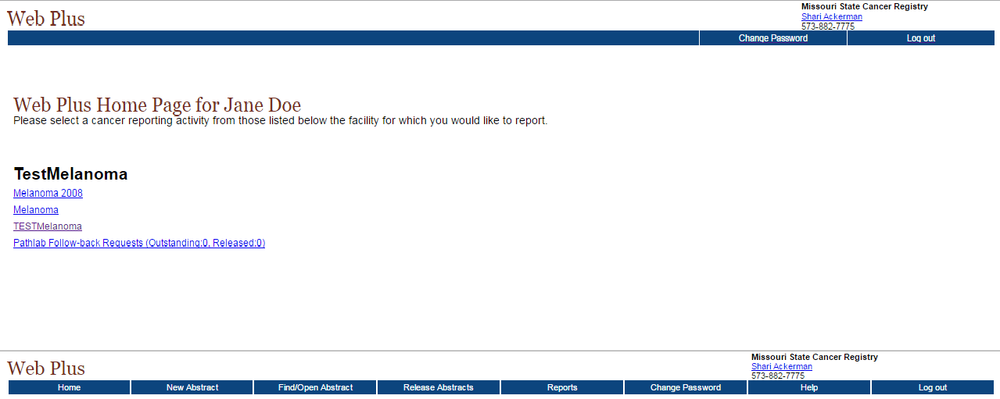 Web Plus
Missouri State Cancer Registry
Shari Ackerman
573-882-7775
Change Password
Log out
Web Plus Home Page for Jane Doe
Please select a cancer reporting activity from those listed below the facility for which you would like to report.
TestMelanoma
Melanoma 2008
Melanoma
TESTMelanoma
Pathlab Follow-back Requests (Outstanding:0, Released:0)
Web Plus
Missouri State Cancer Registry
Shari Ackerman
573-882-7775
Home
New Abstract
Find/Open Abstract
Release Abstracts
Reports
Change Password
Help
Log out